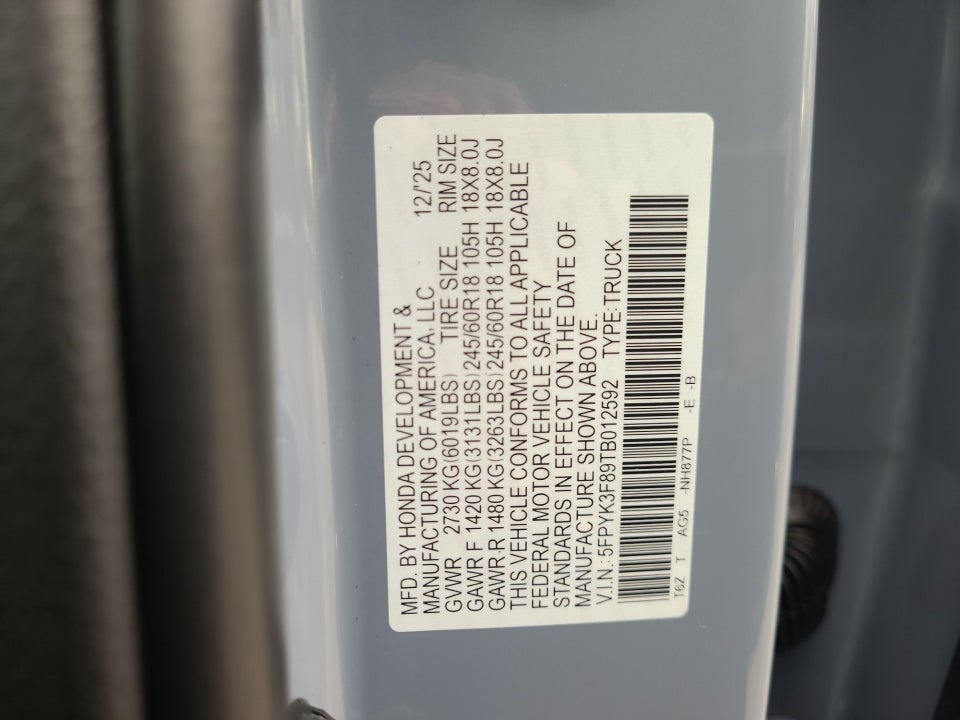 MFD. BY HONDA DEVELOPMENT &
MANUFACTURING OF AMERICA, LLC 12/'25
GVWR 2730 KG(6019LBS) TIRE SIZE RIM SIZE
GAWR F 1420 KG(3131LBS) 245/60R18 105H 18X8.0J
GAWR R 1480 KG(3263LBS) 245/60R18 105H 18X8.0J
THIS VEHICLE CONFORMS TO ALL APPLICABLE
FEDERAL MOTOR VEHICLE SAFETY
STANDARDS IN EFFECT ON THE DATE OF
MANUFACTURE SHOWN ABOVE.
V.I.N.: 5FPYK3F89TB012592 TYPE: TRUCK
T6Z T AG5 -NH877P -E -B